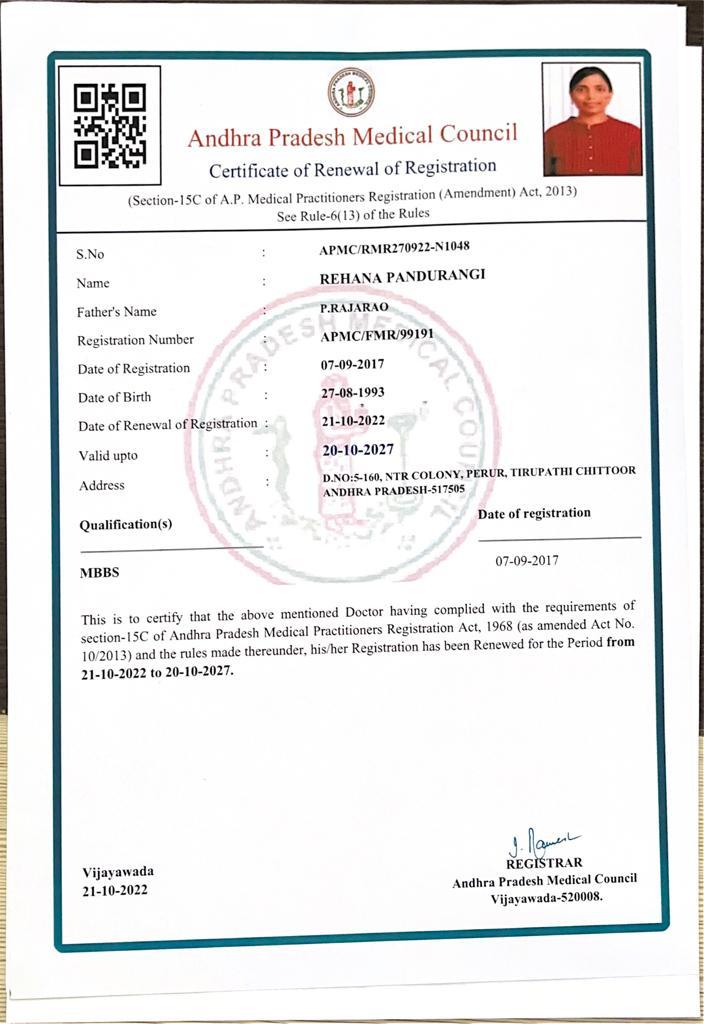 Andhra Pradesh Medical Council
Certificate of Renewal of Registration
(Section-15C of A.P. Medical Practitioners Registration (Amendment) Act, 2013)
See Rule-6(13) of the Rules
S.No : APMC/RMR270922-N1048
Name : REHANA PANDURANGI
Father's Name : P.RAJARAO
Registration Number : APMC/FMR/99191
Date of Registration : 07-09-2017
Date of Birth : 27-08-1993
Date of Renewal of Registration : 21-10-2022
Valid upto : 20-10-2027
Address : D.NO:5-160, NTR COLONY, PERUR, TIRUPATHI CHITTOOR
ANDHRA PRADESH-517505
Qualification(s) Date of registration
MBBS 07-09-2017
ANDHRA PRADESH MEDICAL COUNCIL
This is to certify that the above mentioned Doctor having complied with the requirements of
section-15C of Andhra Pradesh Medical Practitioners Registration Act, 1968 (as amended Act No.
10/2013) and the rules made thereunder, his/her Registration has been Renewed for the Period from
21-10-2022 to 20-10-2027.
Vijayawada
21-10-2022
REGISTRAR
Andhra Pradesh Medical Council
Vijayawada-520008.